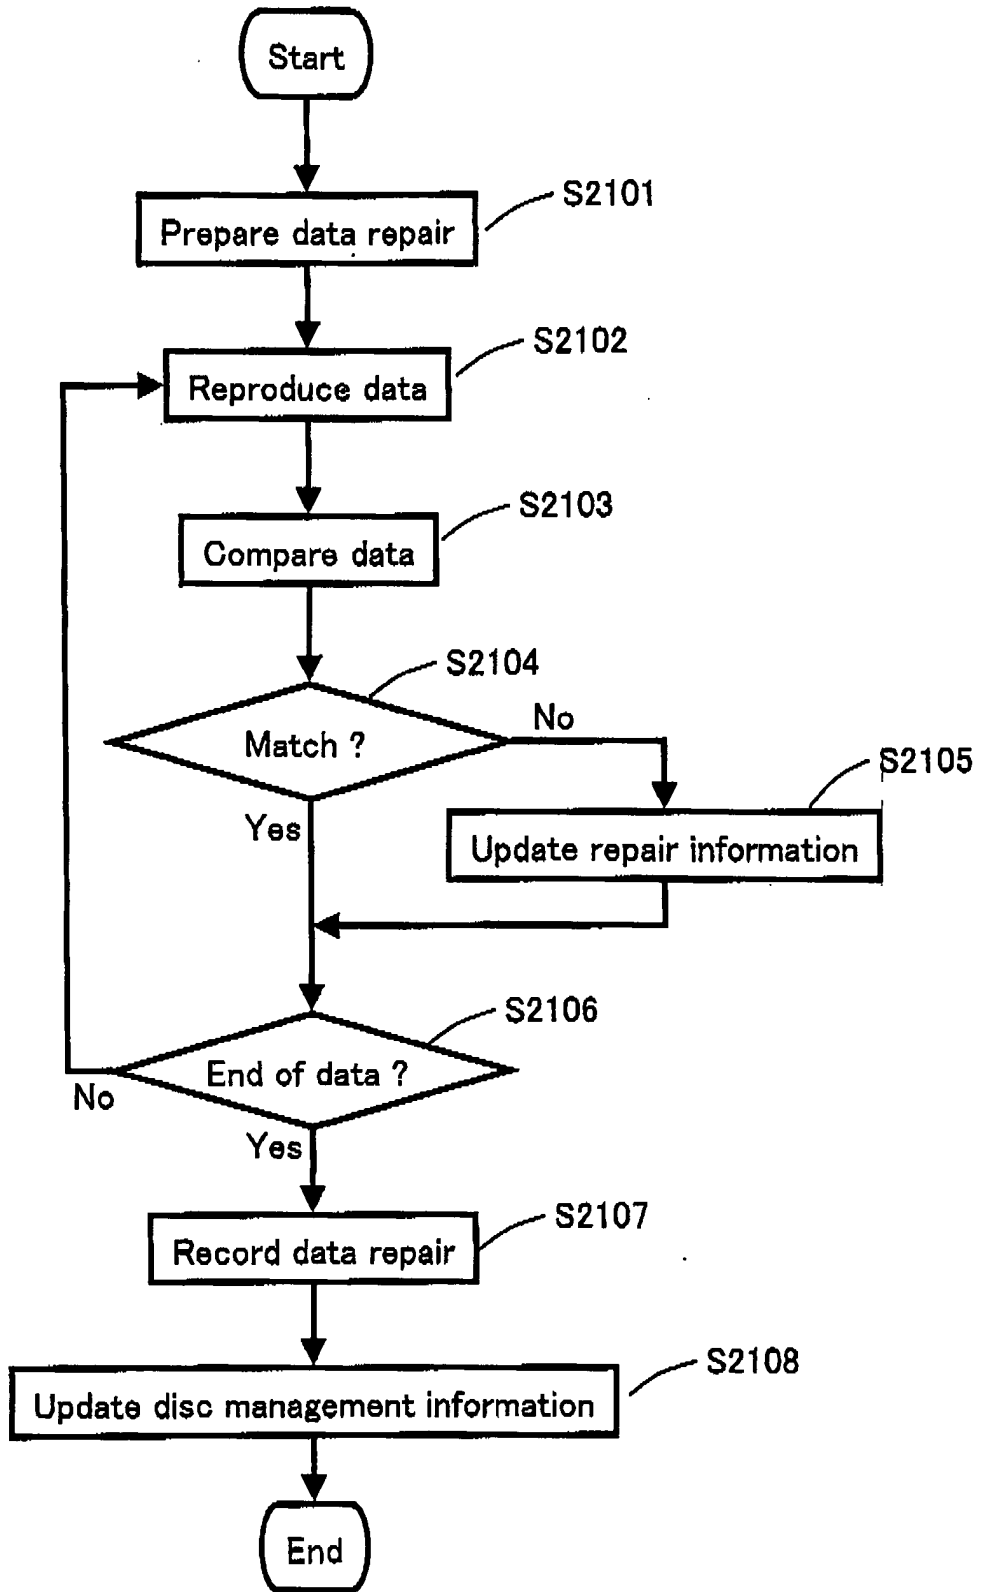 Start
S2101
Prepare data repair
S2102
Reproduce data
S2103
Compare data
S2104
Match ?
No
S2105
Yes
Update repair information
S2106
End of data ?
No
Yes
S2107
Record data repair
S2108
Update disc management information
End